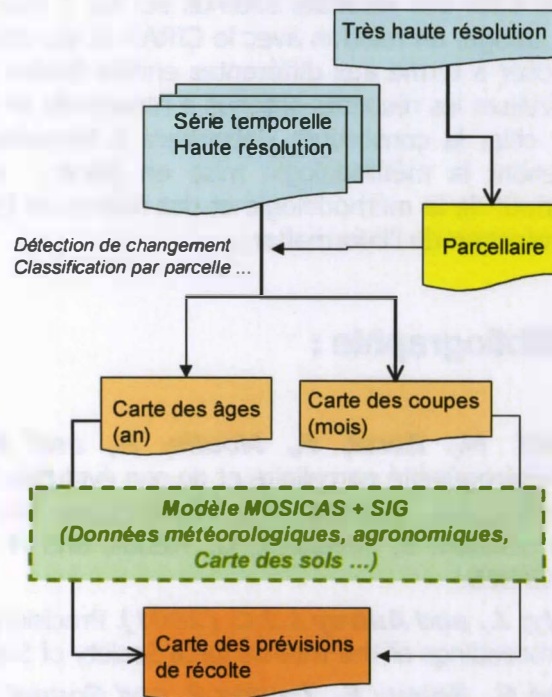 Très haute résolution
Série temporelle
Haute résolution
Détection de changement
Classification par parcelle ...
Parcellaire
Carte des âges
(an)
Carte des coupes
(mois)
Modèle MOSICAS + SIG
(Données météorologiques, agronomiques,
Carte des sols ...)
Carte des prévisions
de récolte